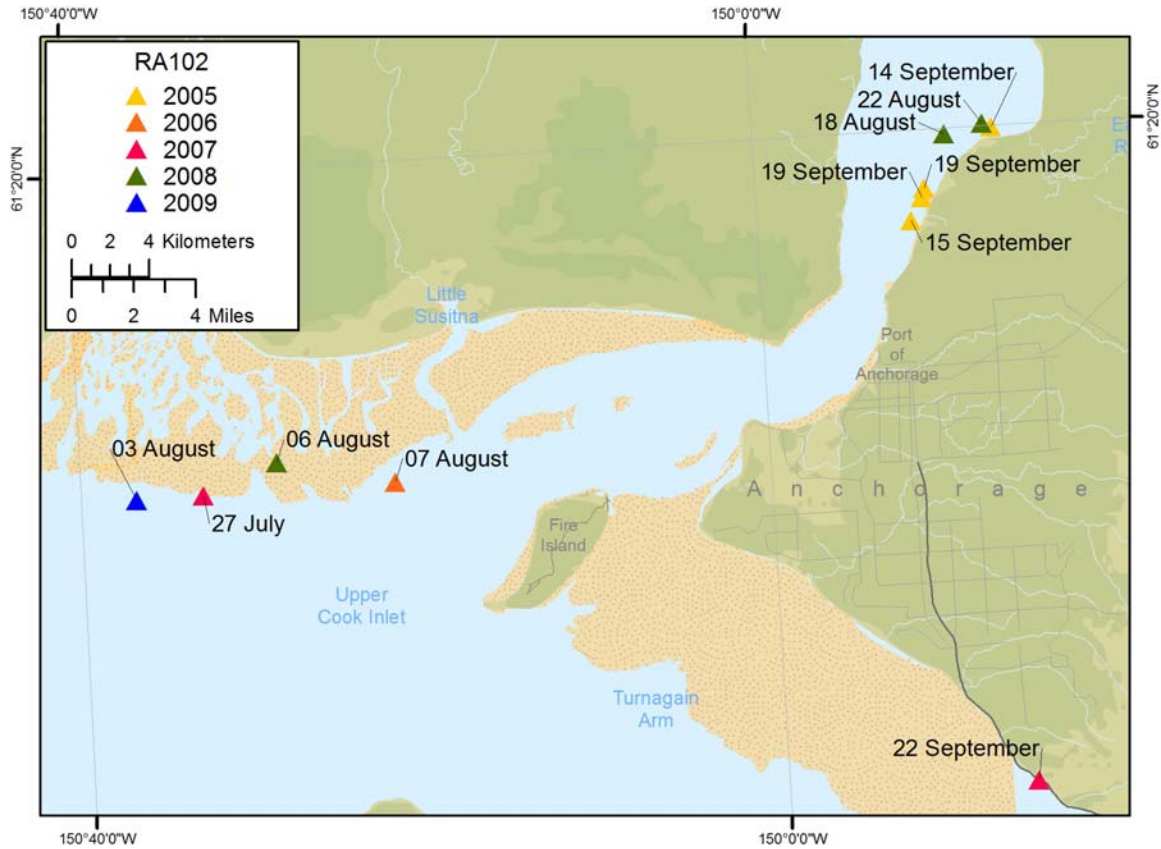 150°40'0"W
150°0'0"W
RA102
2005
2006
2007
2008
2009
0 2 4 Kilometers
0 2 4 Miles
61°20'0"N
61°20'0"N
14 September
22 August
18 August
Ea
R
19 September
19 September
15 September
Little
Susitna
Port
of
Anchorage
03 August
06 August
07 August
27 July
Anchorage
Fire
Island
Upper
Cook Inlet
Turnagain
Arm
22 September
150°40'0"W
150°0'0"W